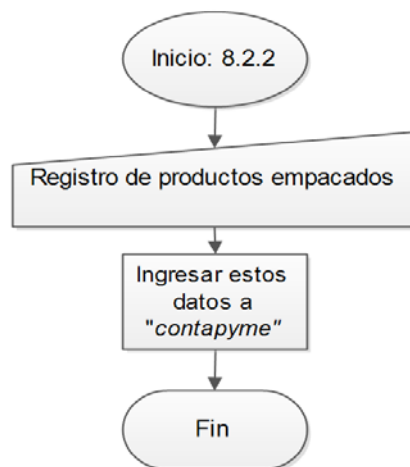 Inicio: 8.2.2
Registro de productos empacados
Ingresar estos
datos a
"contapyme"
Fin